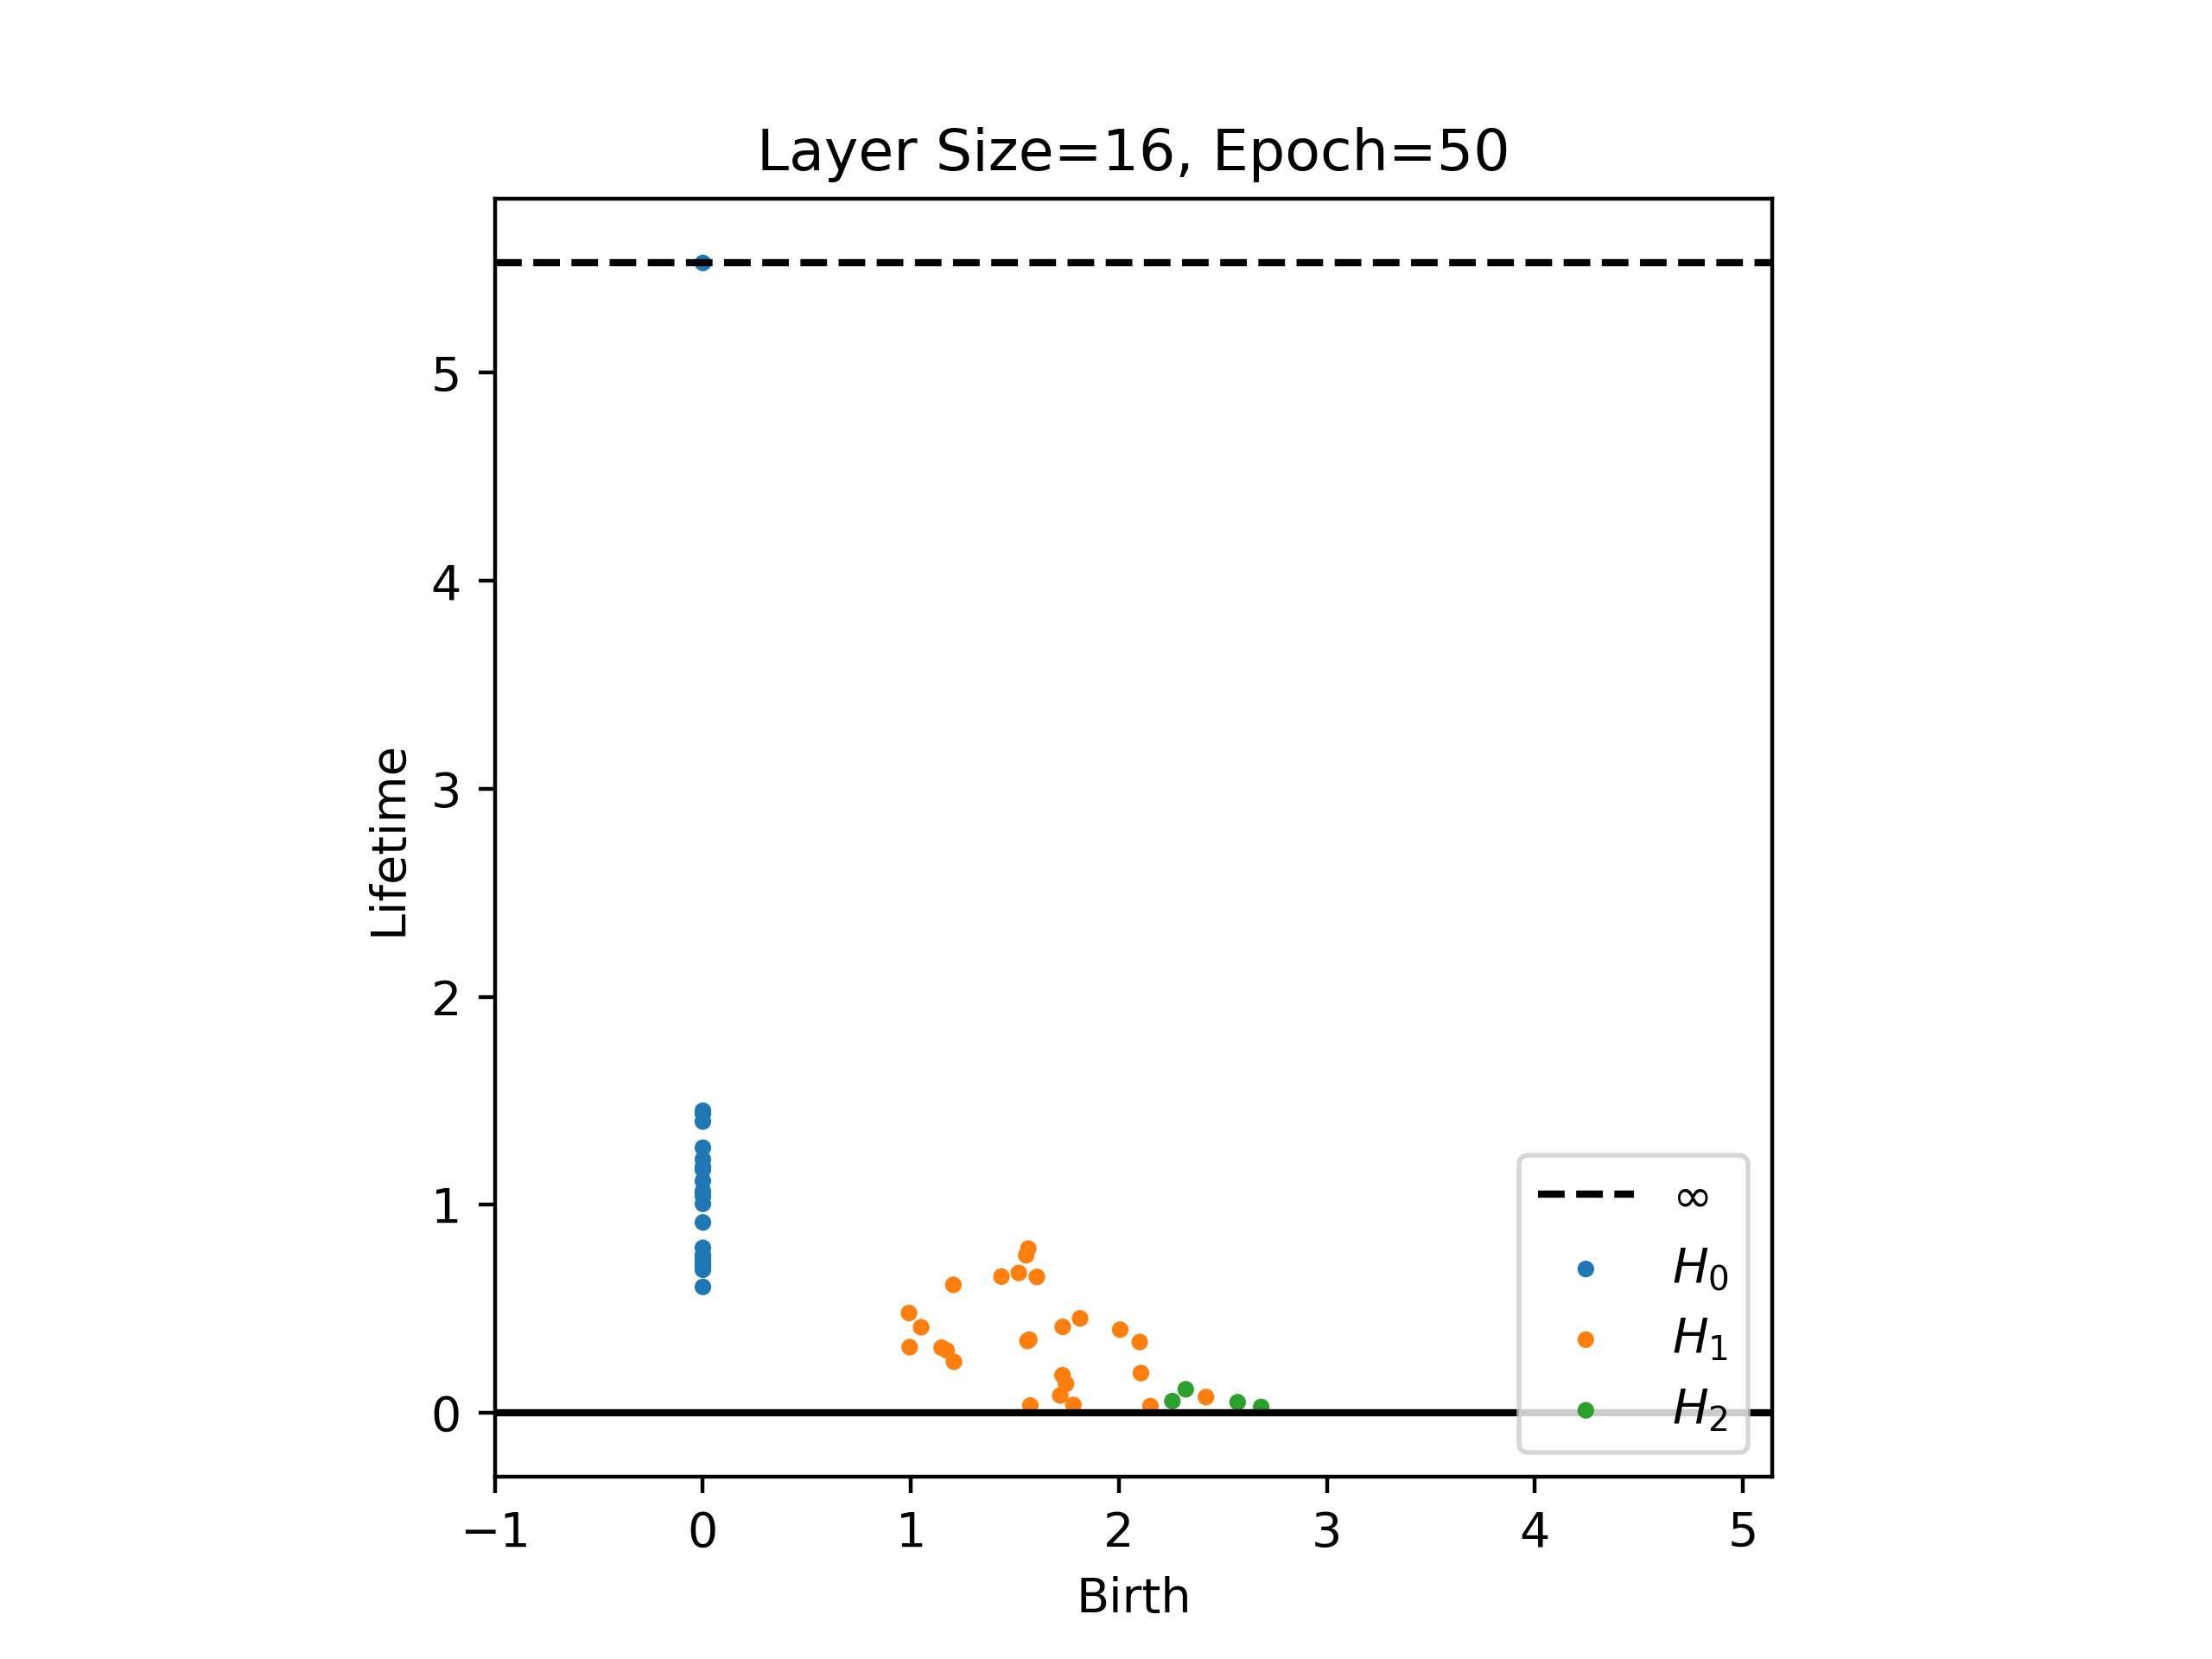 Layer Size=16, Epoch=50
Lifetime
5
4
3
2
1
0
−1 0 1 2 3 4 5
Birth
∞
H₀
H₁
H₂